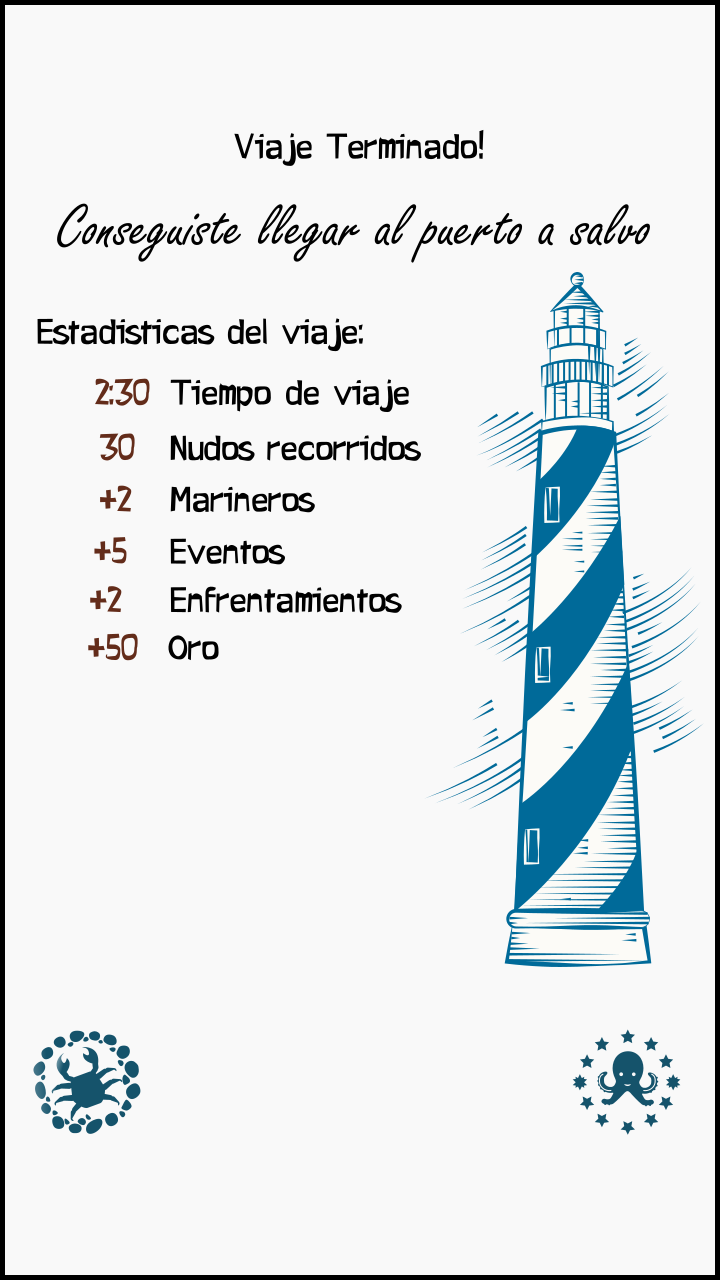 Viaje Terminado!
Conseguiste llegar al puerto a salvo
Estadisticas del viaje:
2:30 Tiempo de viaje
30 Nudos recorridos
+2 Marineros
+5 Eventos
+2 Enfrentamientos
+50 Oro